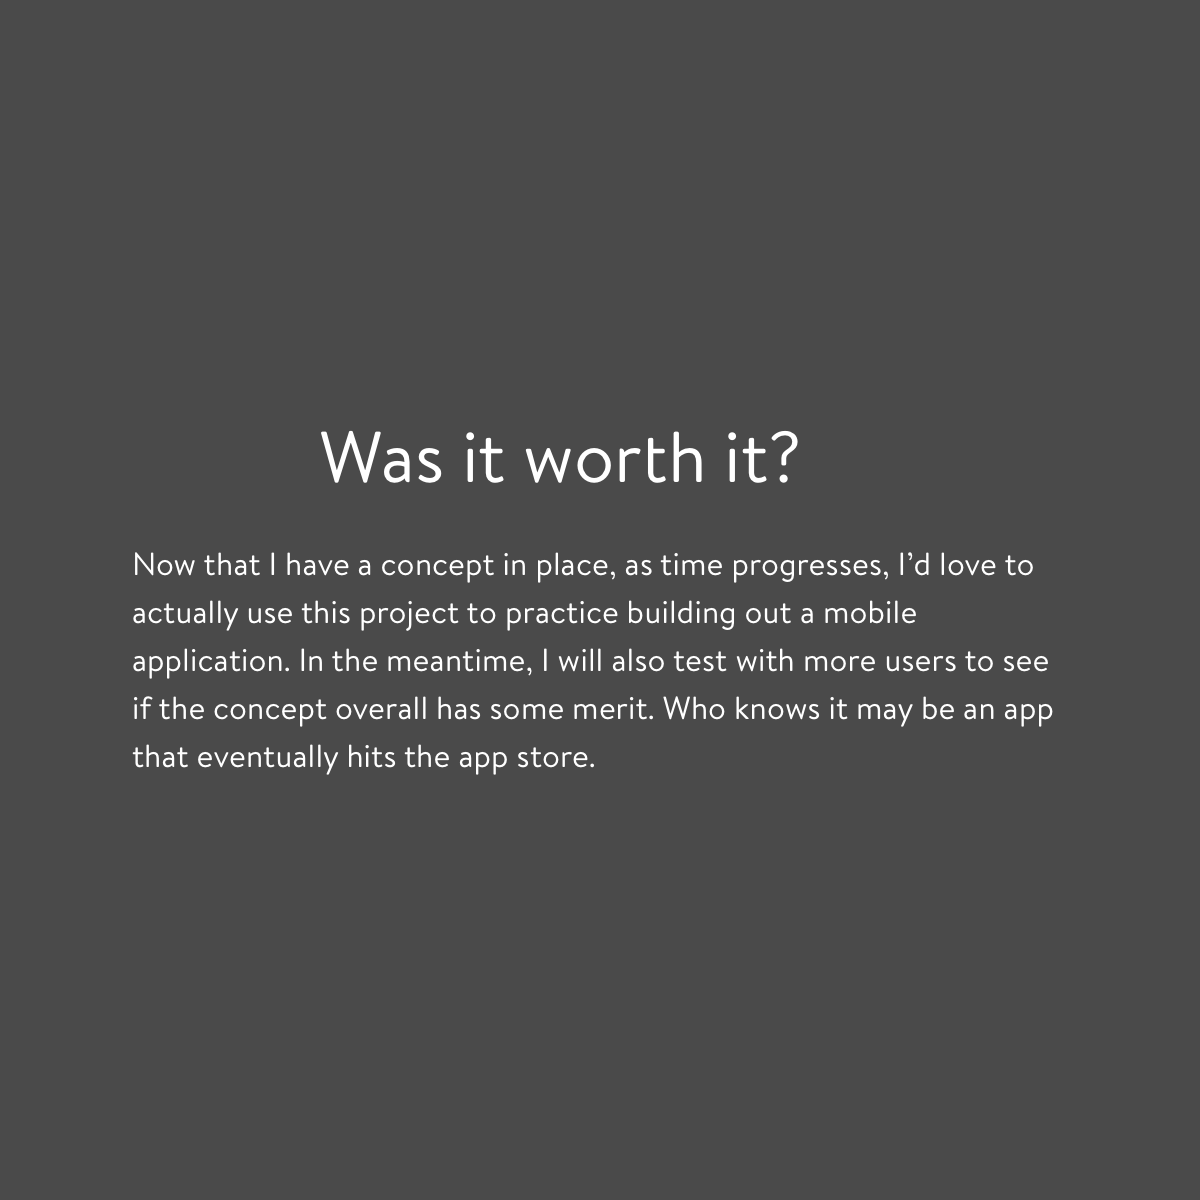 Was it worth it?
Now that I have a concept in place, as time progresses, I’d love to
actually use this project to practice building out a mobile
application. In the meantime, I will also test with more users to see
if the concept overall has some merit. Who knows it may be an app
that eventually hits the app store.